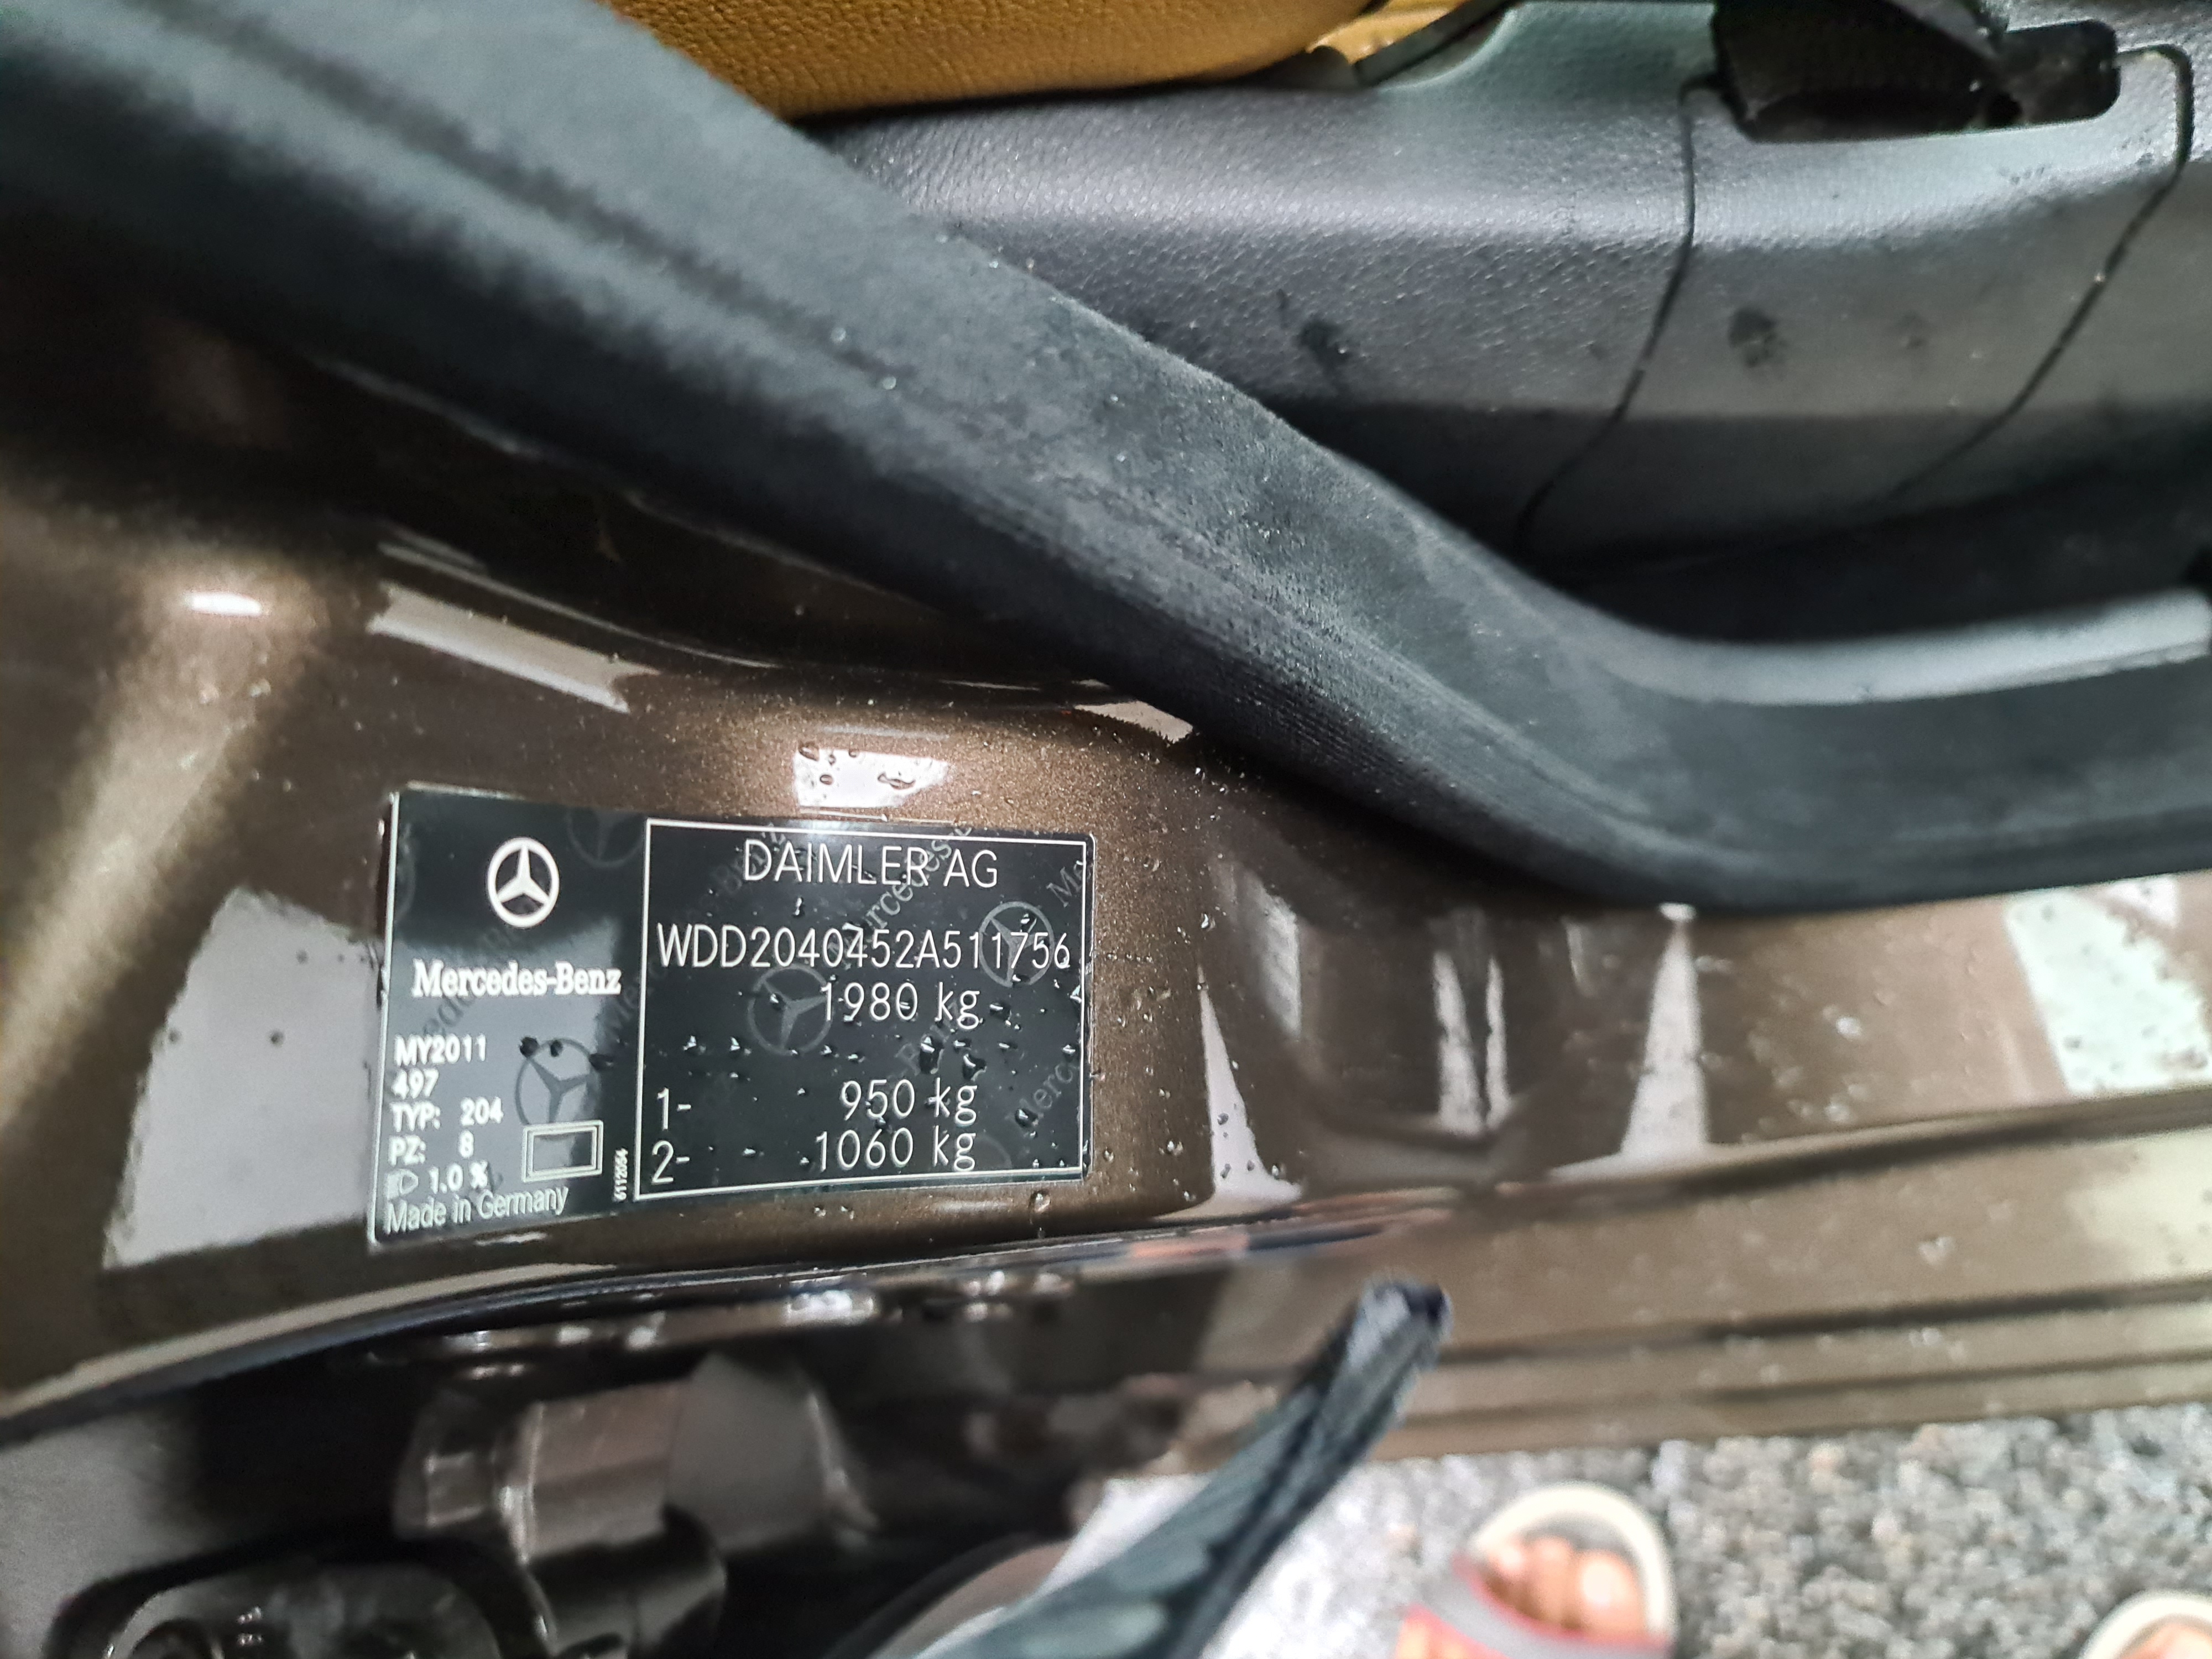 DAIMLER AG
WDD2040452A511756
1980 kg
1- 950 kg
2- 1060 kg
Mercedes-Benz
MY2011
497
TYP: 204
PZ: 8
1.0 %
Made in Germany